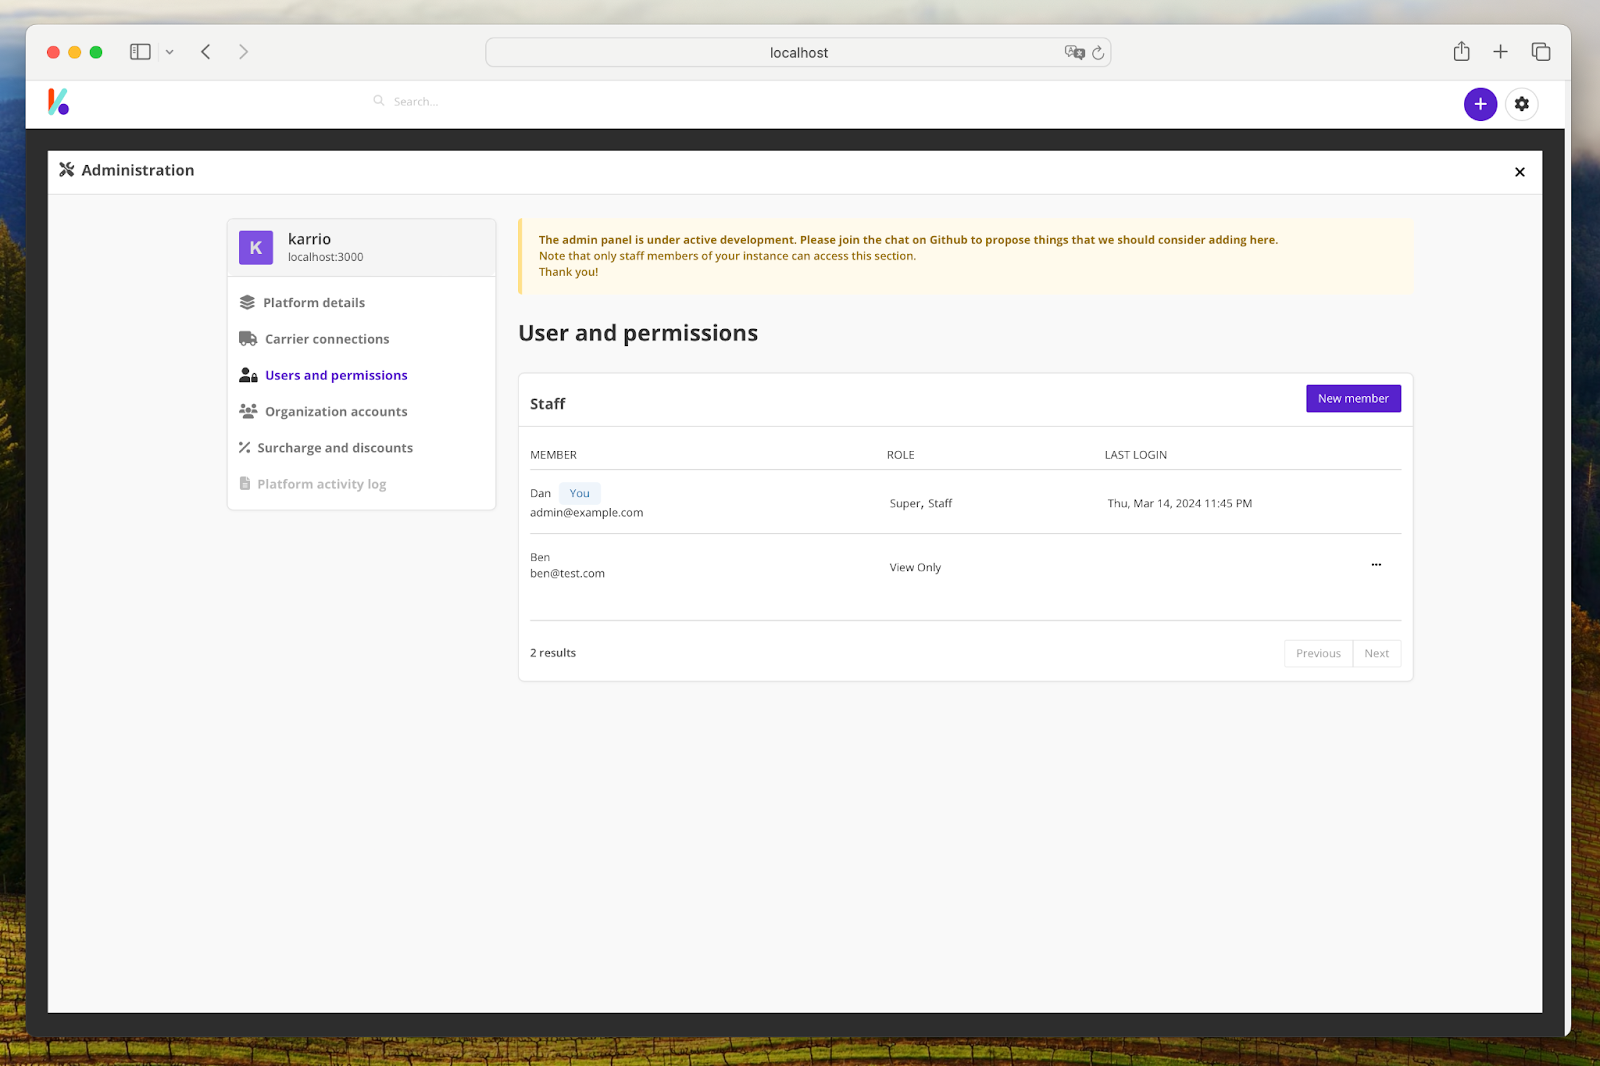 localhost
Search...
Administration
K
karrio
localhost:3000
Platform details
Carrier connections
Users and permissions
Organization accounts
Surcharge and discounts
Platform activity log
The admin panel is under active development. Please join the chat on Github to propose things that we should consider adding here.
Note that only staff members of your instance can access this section.
Thank you!
User and permissions
Staff
New member
MEMBER ROLE LAST LOGIN
Dan You
admin@example.com
Super, Staff
Thu, Mar 14, 2024 11:45 PM
Ben
ben@test.com
View Only
2 results
Previous Next